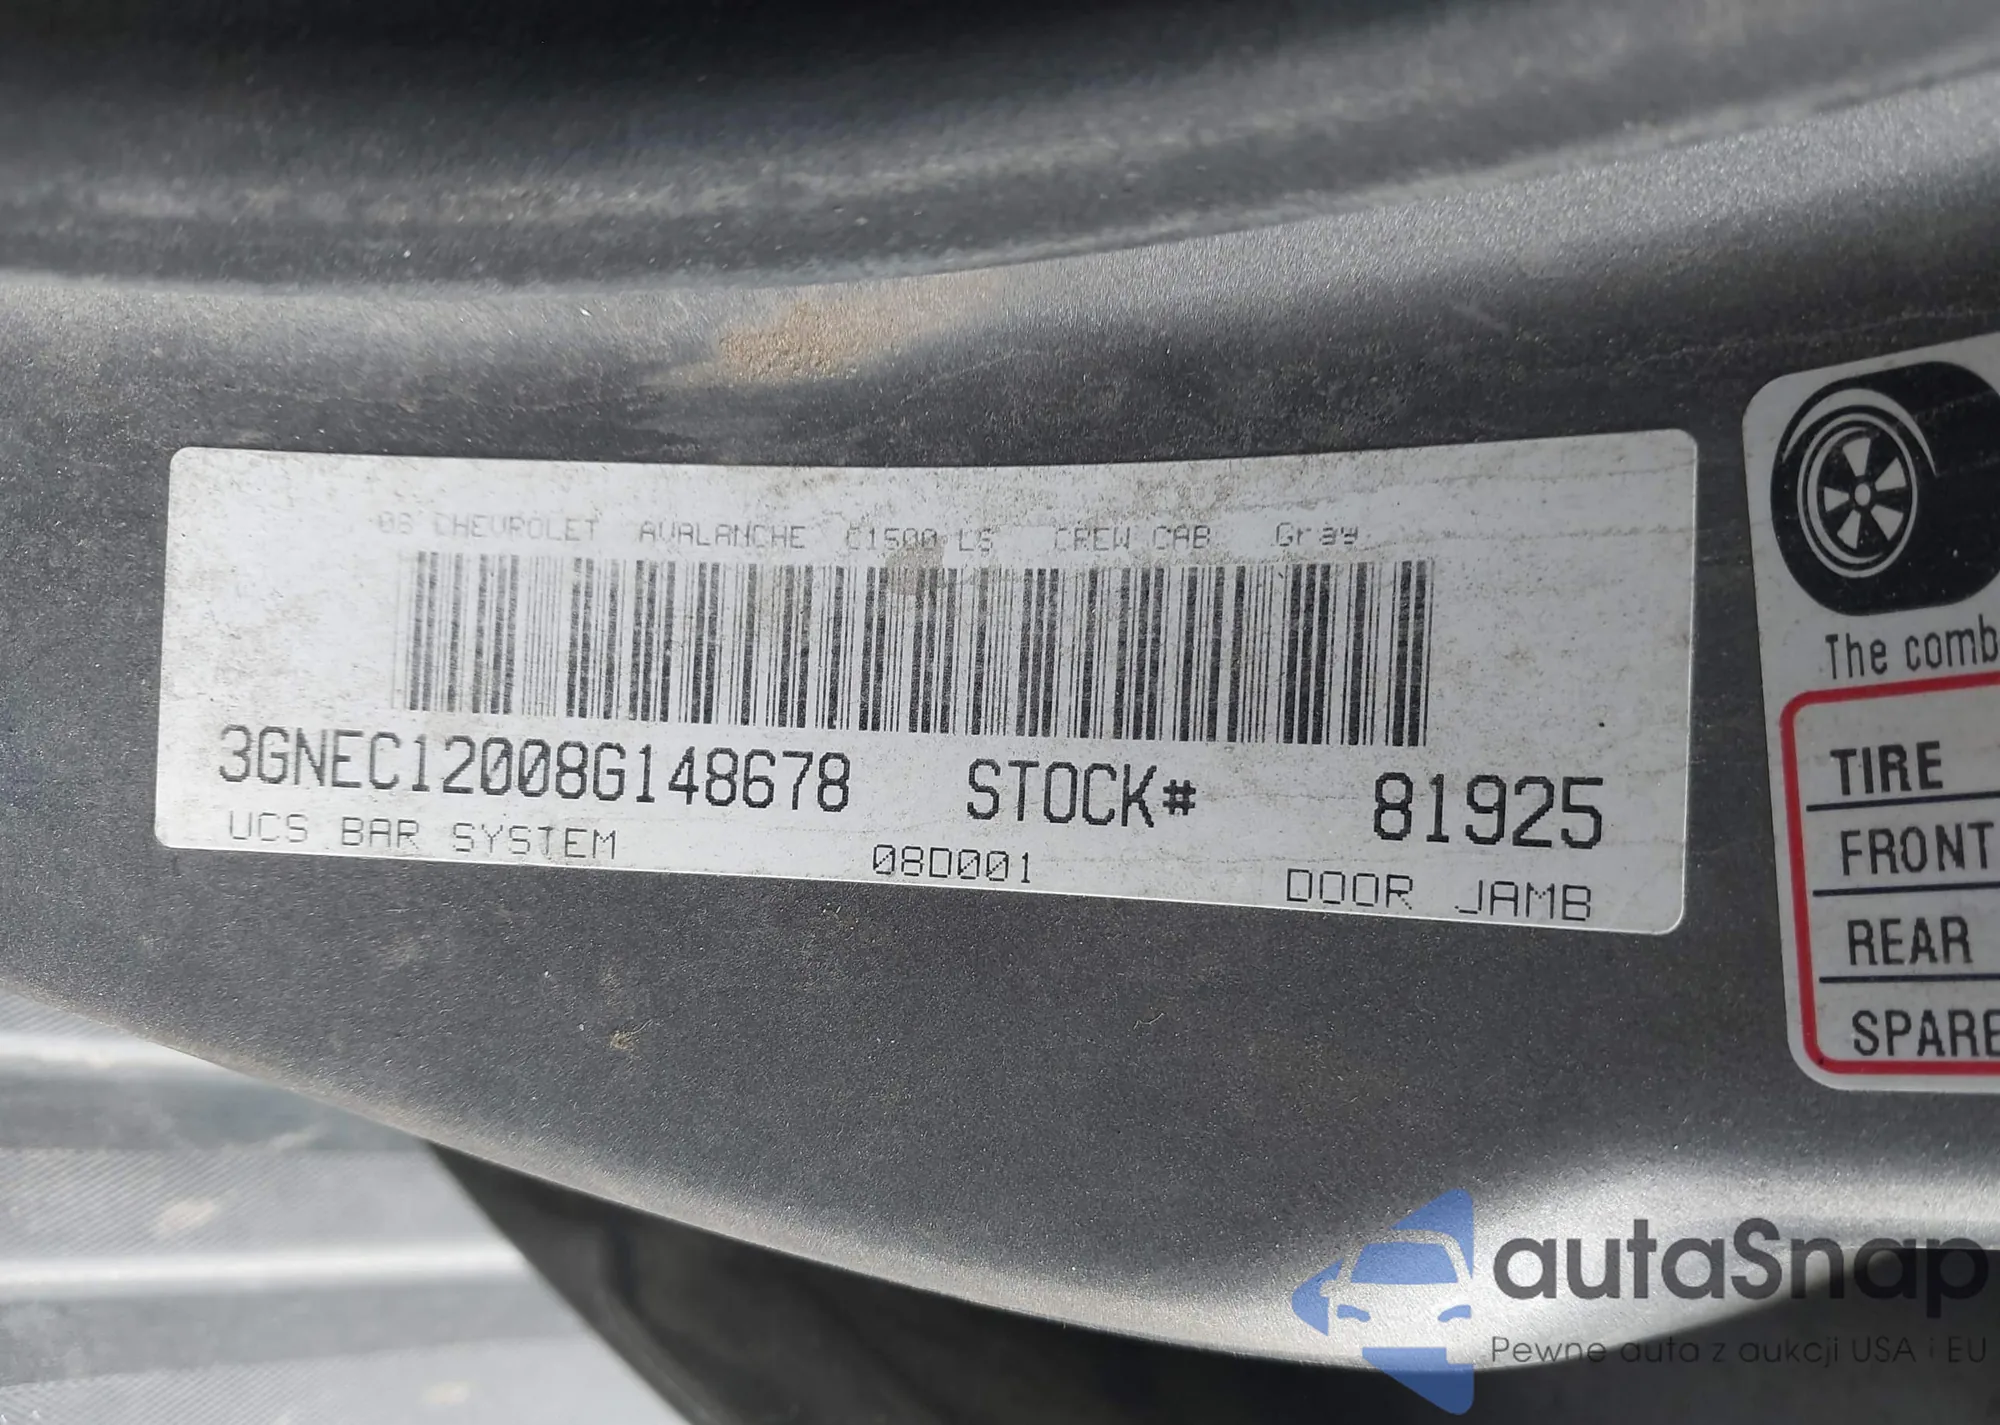 08 CHEVROLET AVALANCHE C1500 LS CREW CAB Gray
3GNEC12008G148678 STOCK# 81925
UCS BAR SYSTEM 08D001 DOOR JAMB
The comb
TIRE
FRONT
REAR
SPARE
autaSnap
Pewne auta z aukcji USA i EU